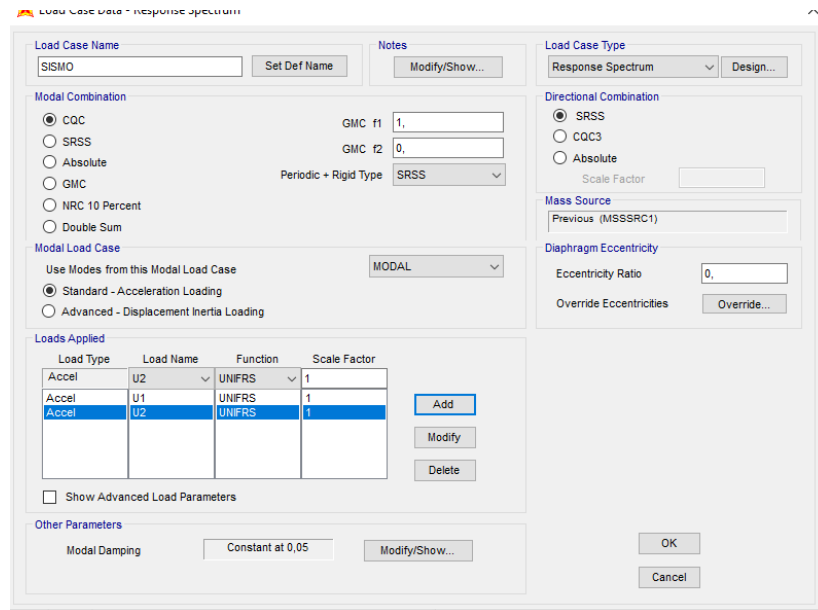 Load Case Data - Response Spectrum
Load Case Name
SISMO
Set Def Name
Notes
Modify/Show...
Load Case Type
Response Spectrum
Design...
Modal Combination
CQC
SRSS
Absolute
GMC
NRC 10 Percent
Double Sum
GMC f1 1,
GMC f2 0,
Periodic + Rigid Type SRSS
Directional Combination
SRSS
CQC3
Absolute
Scale Factor
Mass Source
Previous (MSSSRC1)
Modal Load Case
Use Modes from this Modal Load Case MODAL
Standard - Acceleration Loading
Advanced - Displacement Inertia Loading
Diaphragm Eccentricity
Eccentricity Ratio 0,
Override Eccentricities Override...
Loads Applied
Load Type Load Name Function Scale Factor
Accel U2 UNIFRS 1
Accel U1 UNIFRS 1
Accel U2 UNIFRS 1
Add
Modify
Delete
Show Advanced Load Parameters
Other Parameters
Modal Damping Constant at 0,05 Modify/Show...
OK
Cancel